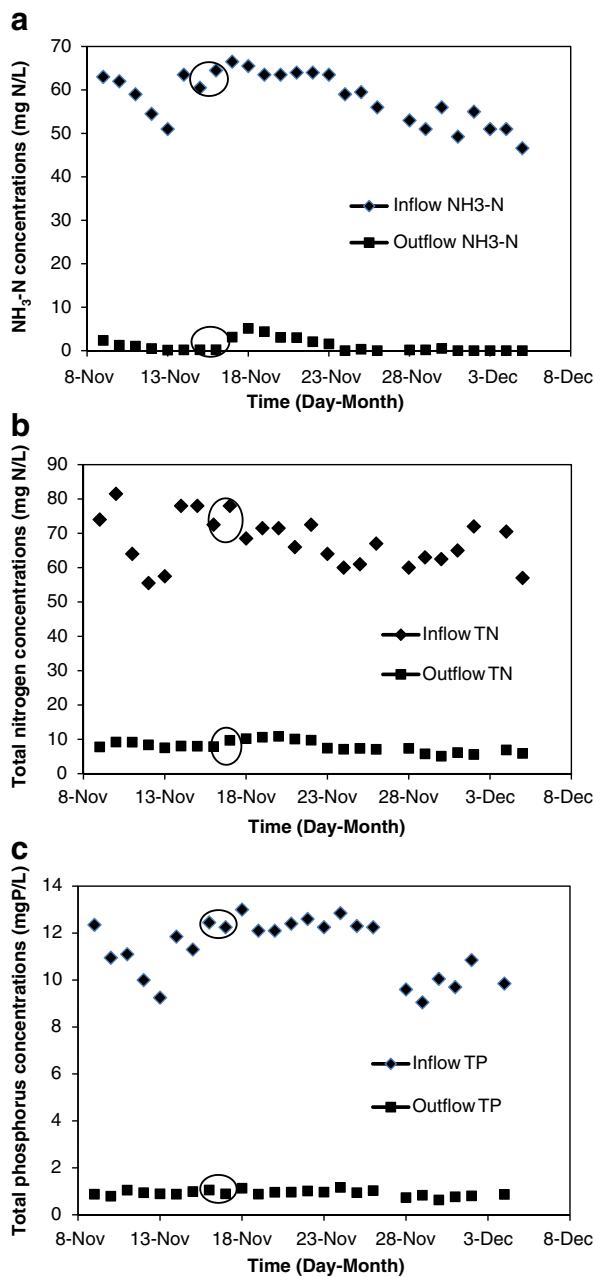 a
NH3-N concentrations (mg N/L)
70
60
50
40
30
20
10
0
Inflow NH3-N
Outflow NH3-N
8-Nov 13-Nov 18-Nov 23-Nov 28-Nov 3-Dec 8-Dec
Time (Day-Month)
b
Total nitrogen concentrations (mg N/L)
90
80
70
60
50
40
30
20
10
0
Inflow TN
Outflow TN
8-Nov 13-Nov 18-Nov 23-Nov 28-Nov 3-Dec 8-Dec
Time (Day-Month)
c
Total phosphorus concentrations (mgP/L)
14
12
10
8
6
4
2
0
Inflow TP
Outflow TP
8-Nov 13-Nov 18-Nov 23-Nov 28-Nov 3-Dec 8-Dec
Time (Day-Month)